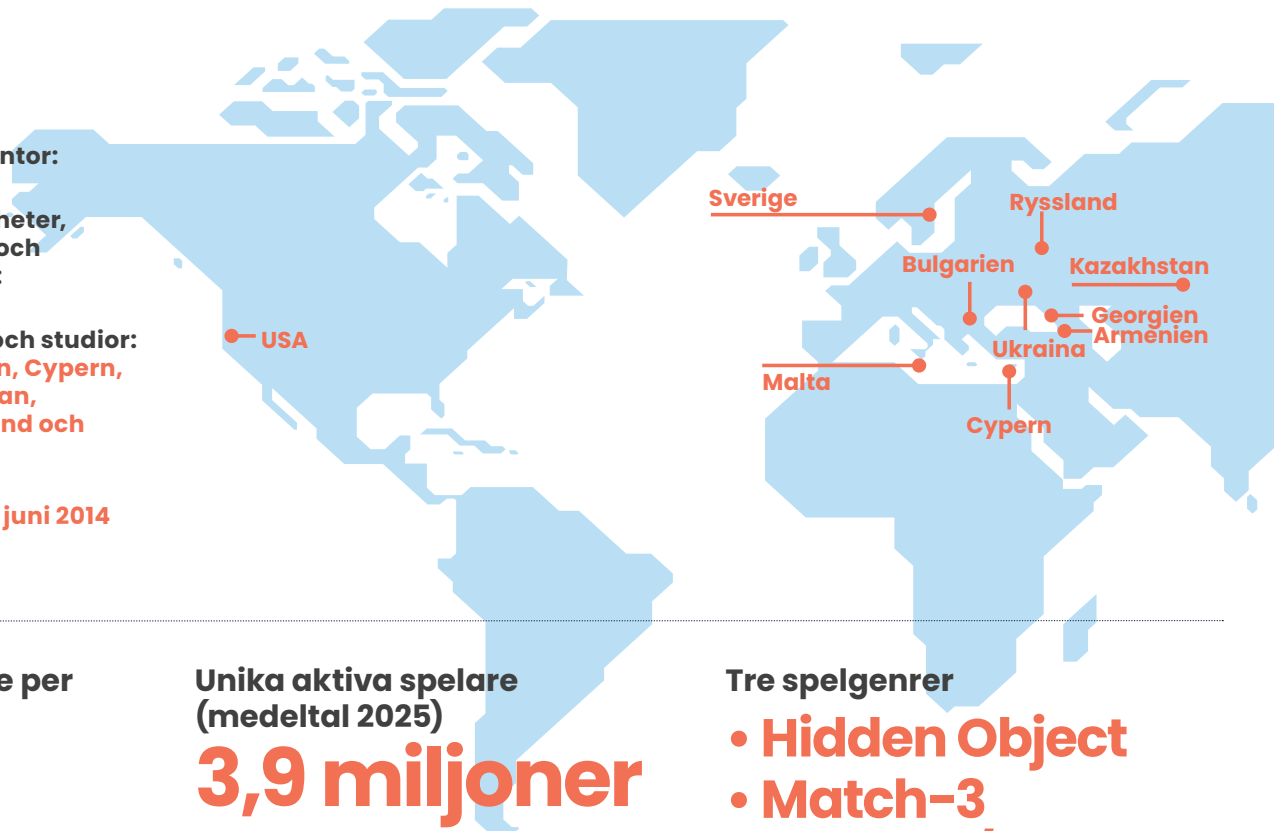 ntor:
heter,
och
:
och studior:
n, Cypern,
an,
nd och
juni 2014
Sverige
Ryssland
Bulgarien
Kazakhstan
Georgien
Armenien
Ukraina
USA
Malta
Cypern
e per
Unika aktiva spelare
(medeltal 2025)
3,9 miljoner
Tre spelgenrer
• Hidden Object
• Match-3